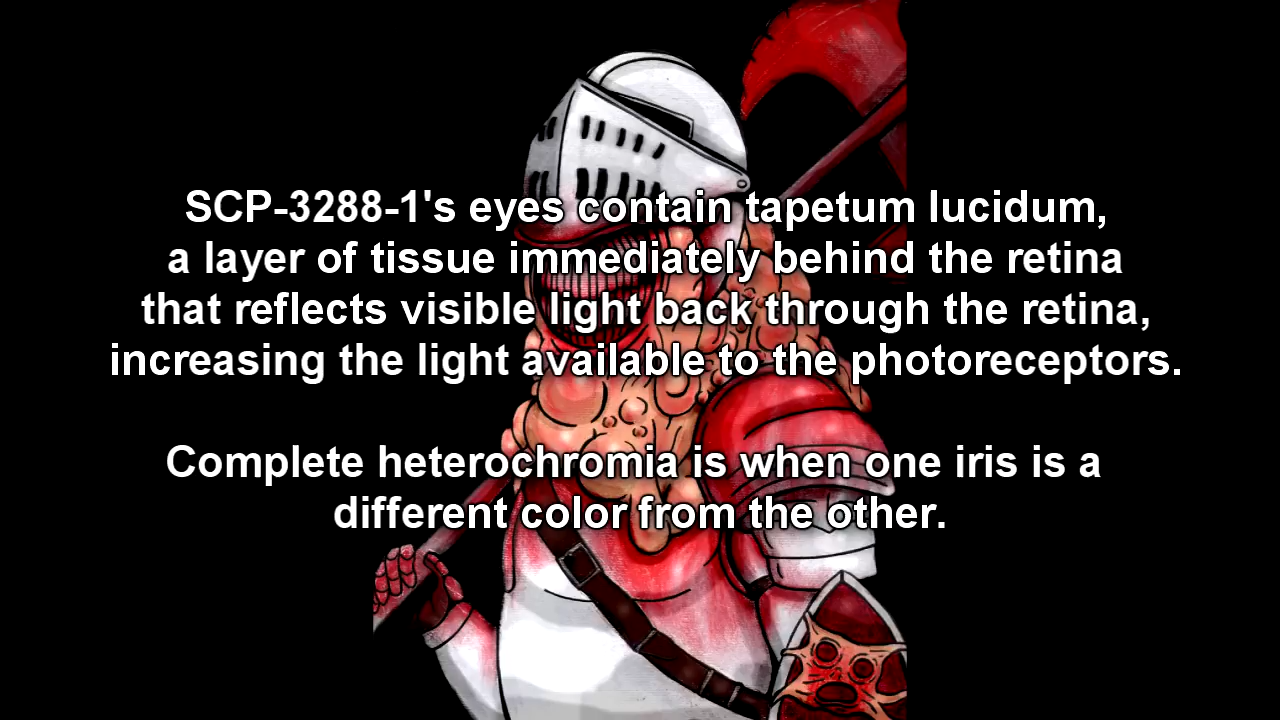 SCP-3288-1's eyes contain tapetum lucidum,
a layer of tissue immediately behind the retina
that reflects visible light back through the retina,
increasing the light available to the photoreceptors.
Complete heterochromia is when one iris is a
different color from the other.